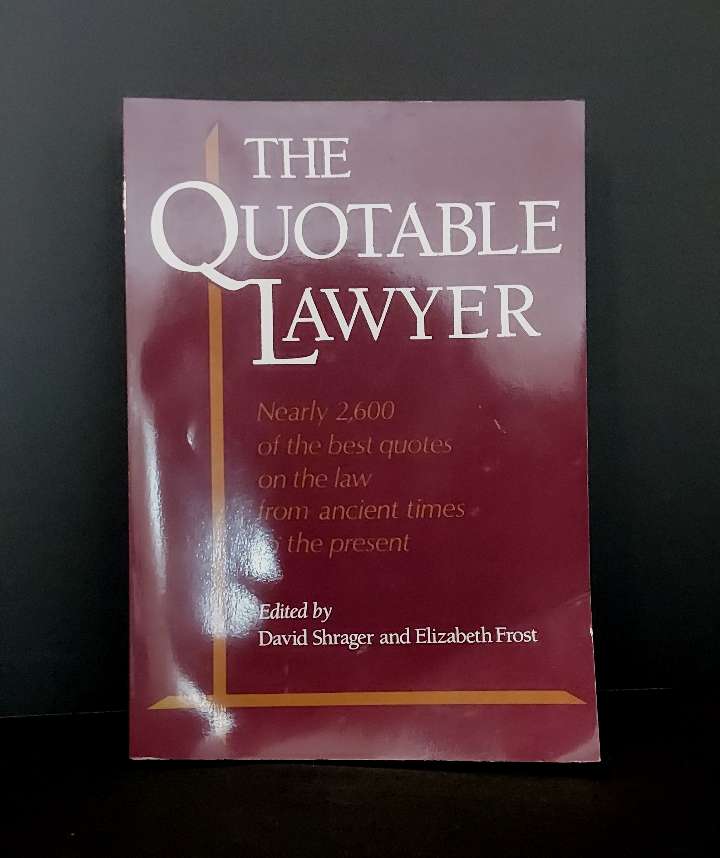 THE
QUOTABLE
LAWYER
Nearly 2,600
of the best quotes
on the law
from ancient times
the present
Edited by
David Shrager and Elizabeth Frost